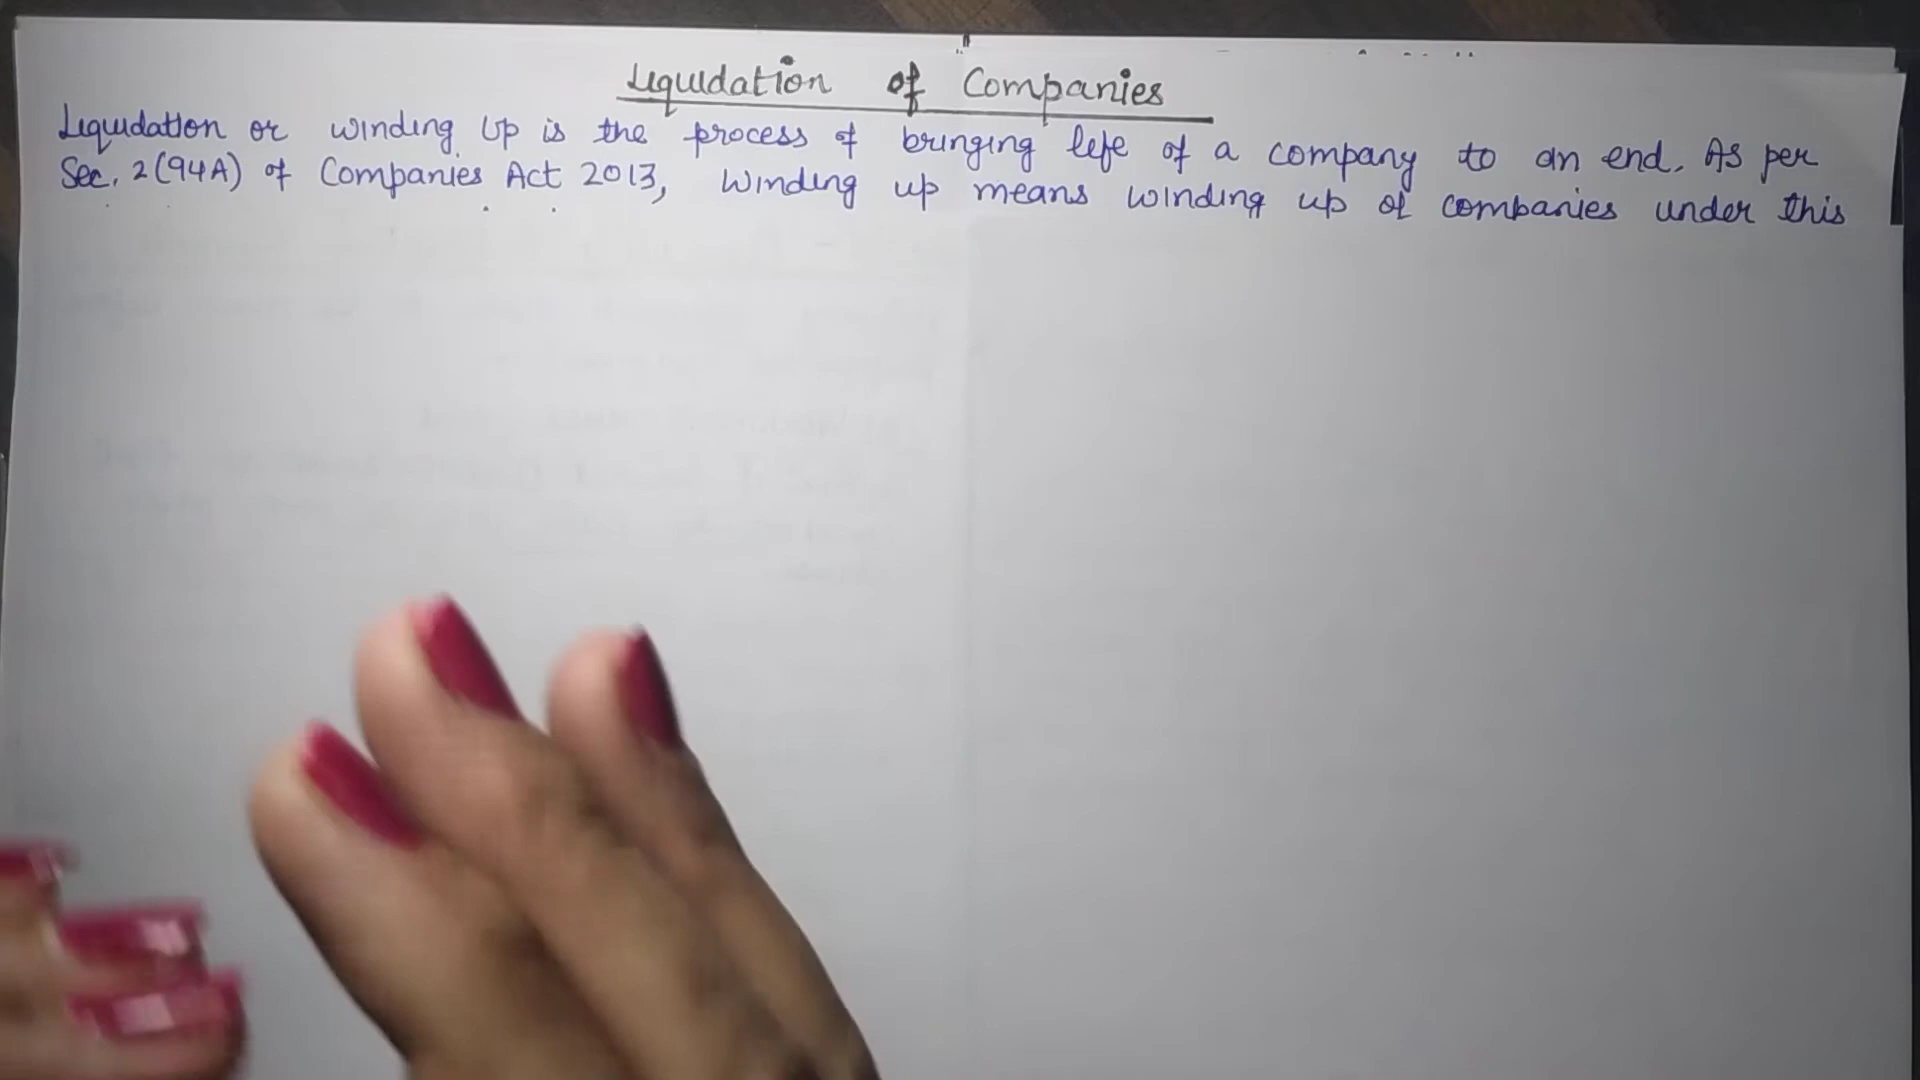 Liquidation of Companies
Liquidation or winding up is the process of bringing life of a company to an end. As per
Sec. 2(94A) of Companies Act 2013, winding up means winding up of companies under this